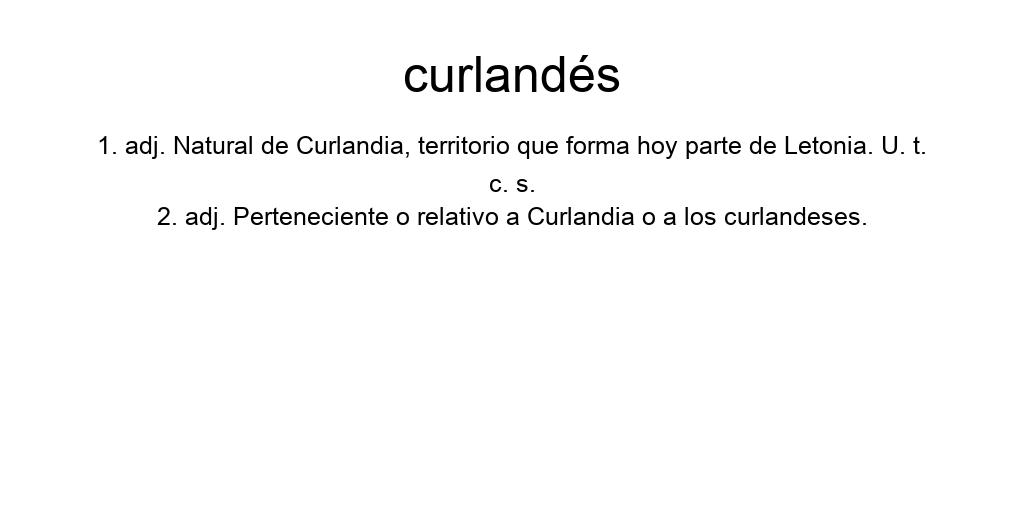 curlandés
1. adj. Natural de Curlandia, territorio que forma hoy parte de Letonia. U. t.
c. s.
2. adj. Perteneciente o relativo a Curlandia o a los curlandeses.